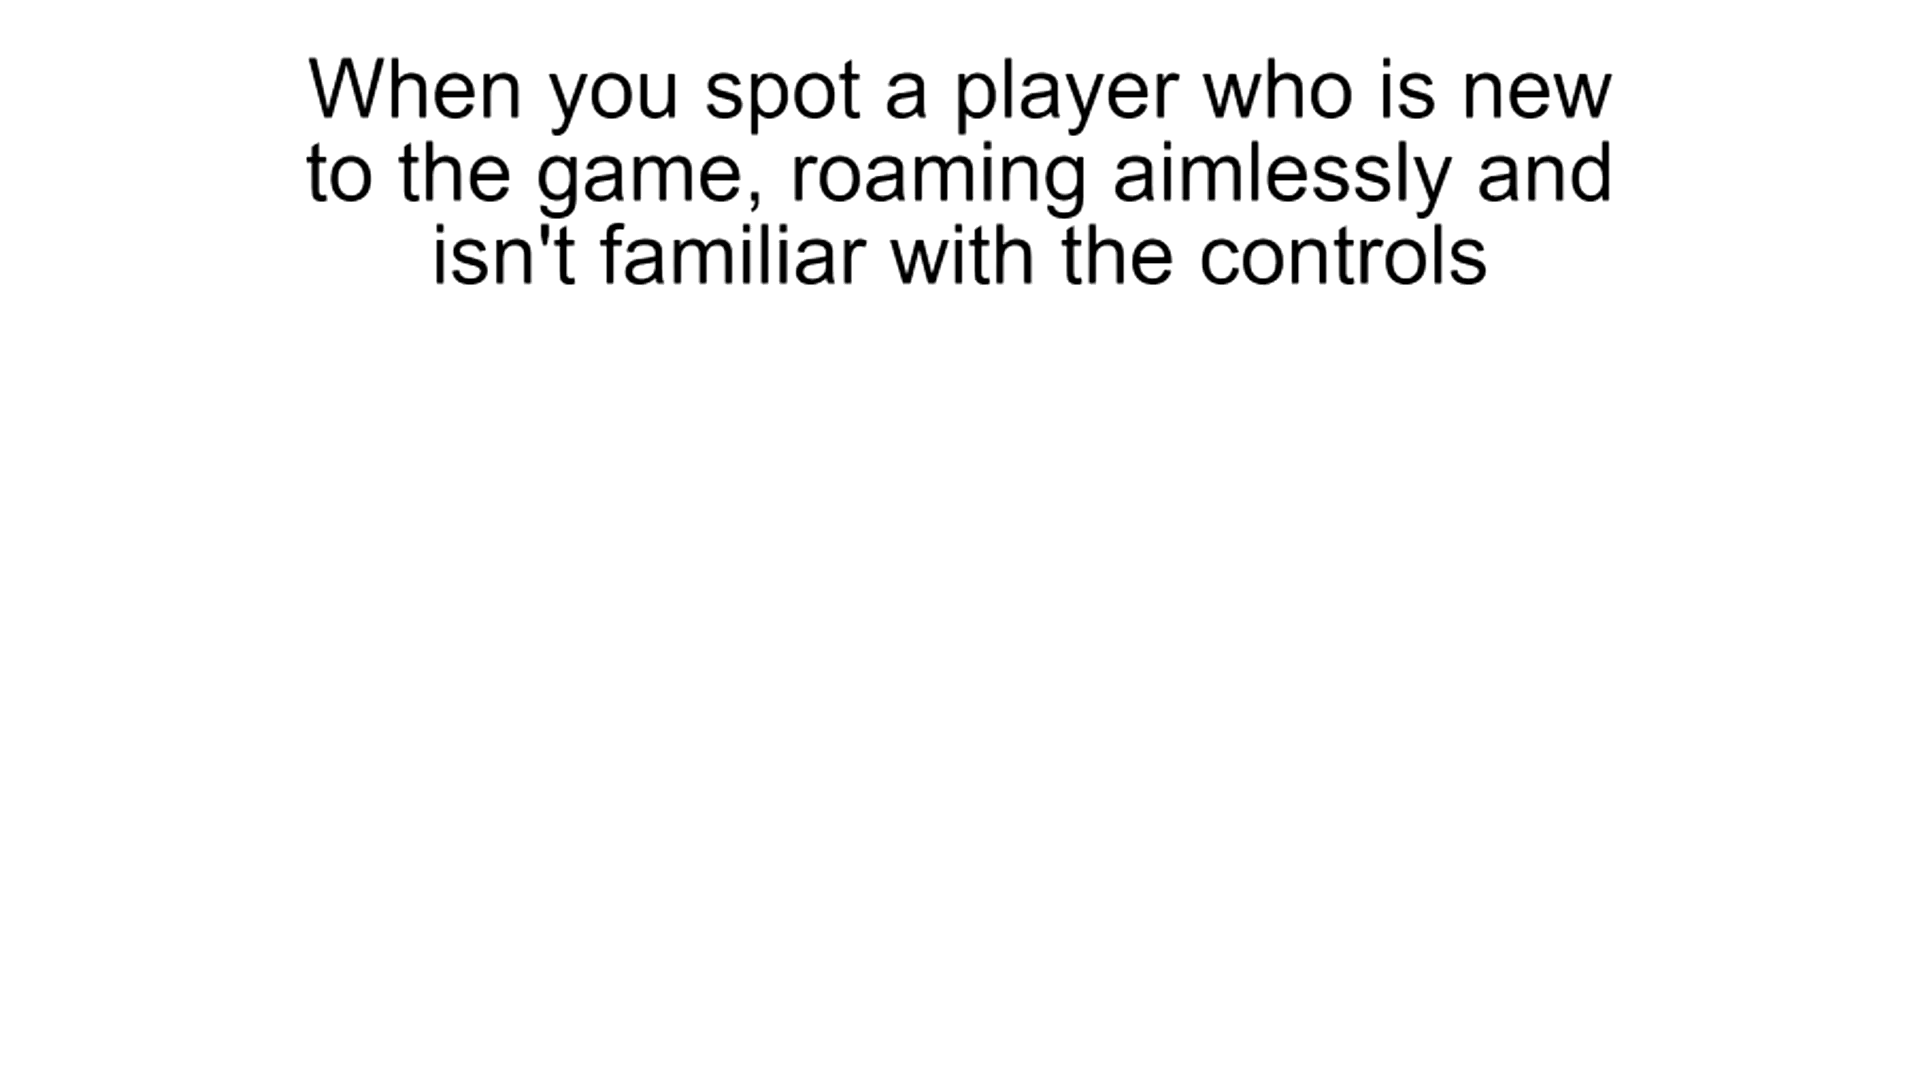 When you spot a player who is new
to the game, roaming aimlessly and
isn't familiar with the controls